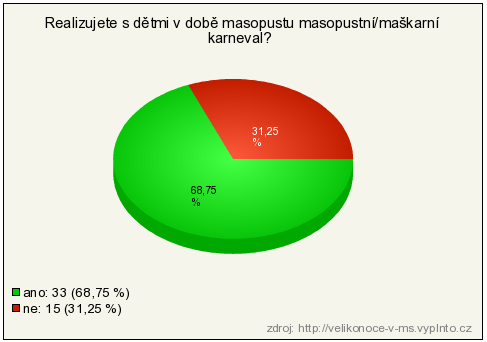 Realizujete s dětmi v době masopustu masopustní/maškarní
karneval?
31,25
%
68,75
%
ano: 33 (68,75 %)
ne: 15 (31,25 %)
zdroj: http://velikonoce-v-ms.vyplnto.cz